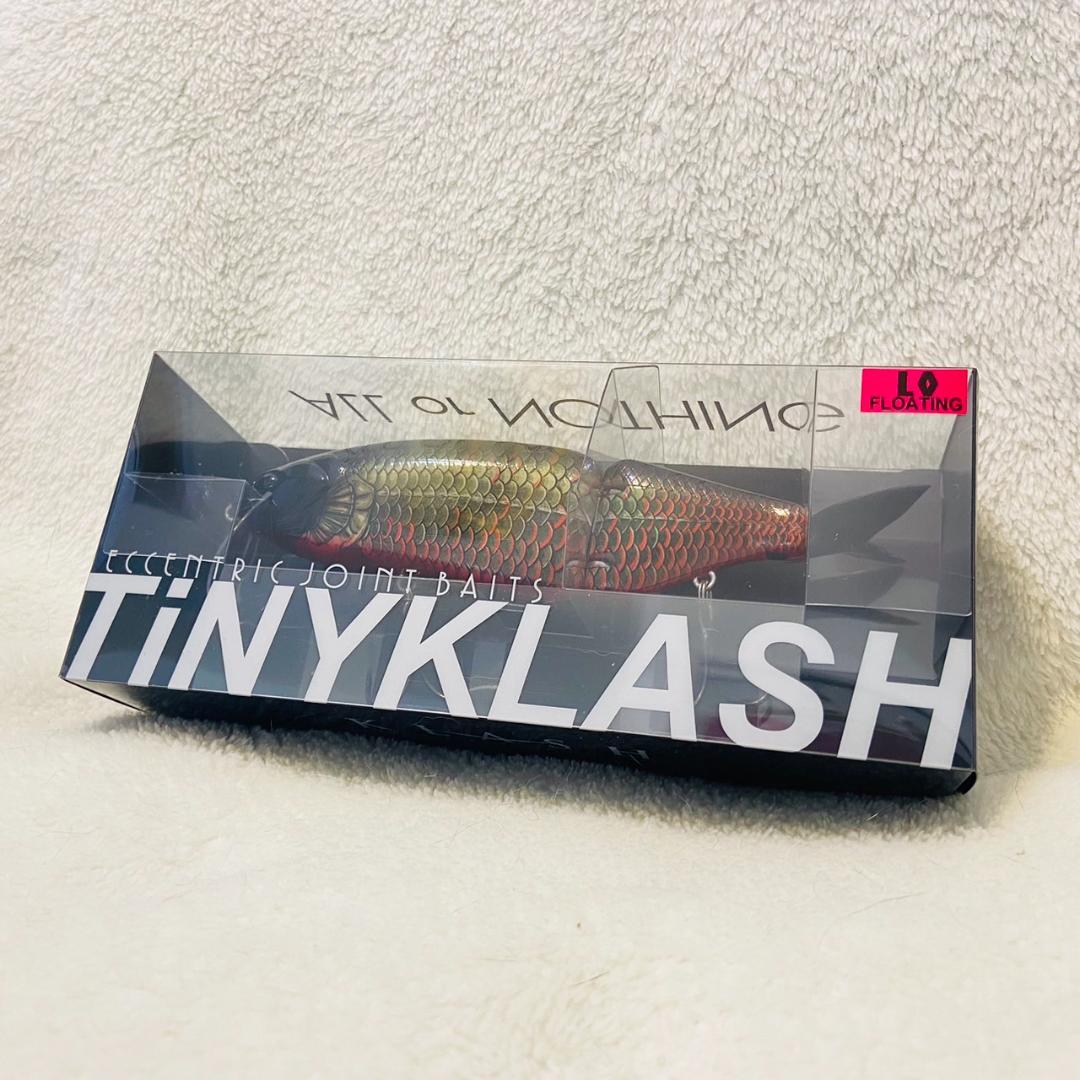 ALL or NOTHING
LO
FLOATING
ECCENTRIC JOINT BAITS
TiNYKLASH